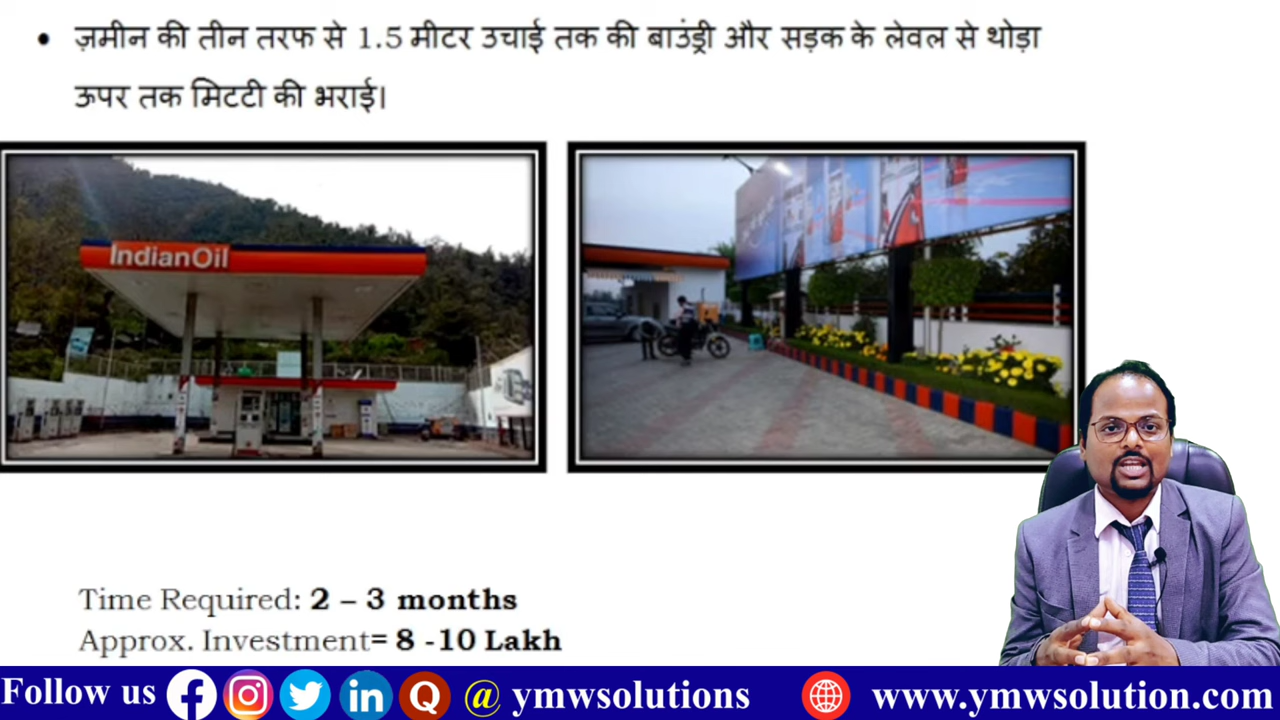 • ज़मीन की तीन तरफ से 1.5 मीटर उचाई तक की बाउंड्री और सड़क के लेवल से थोड़ा
ऊपर तक मिटटी की भराई।
IndianOil
Time Required: 2 – 3 months
Approx. Investment= 8 -10 Lakh
Follow us @ ymwsolutions www.ymwsolution.com